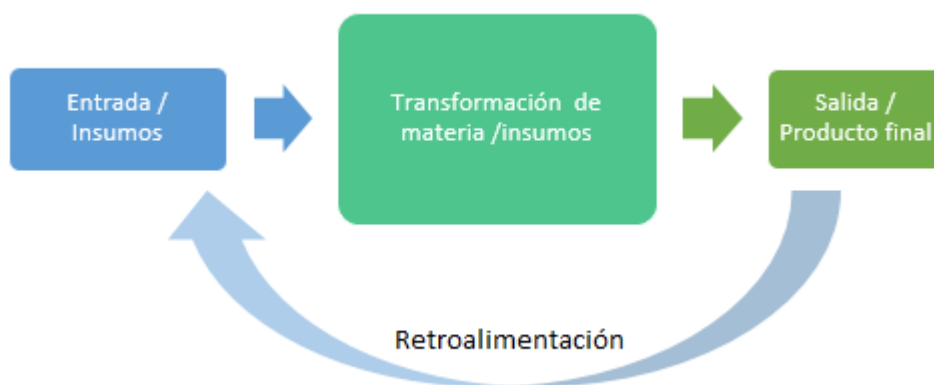 Entrada /
Insumos
Transformación de
materia /insumos
Salida /
Producto final
Retroalimentación